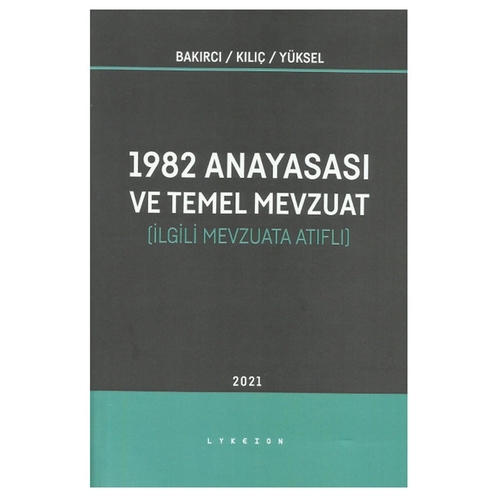 BAKIRCI / KILIÇ / YÜKSEL
1982 ANAYASASI
VE TEMEL MEVZUAT
(İLGİLİ MEVZUATA ATIFLI)
2021
LYKEION